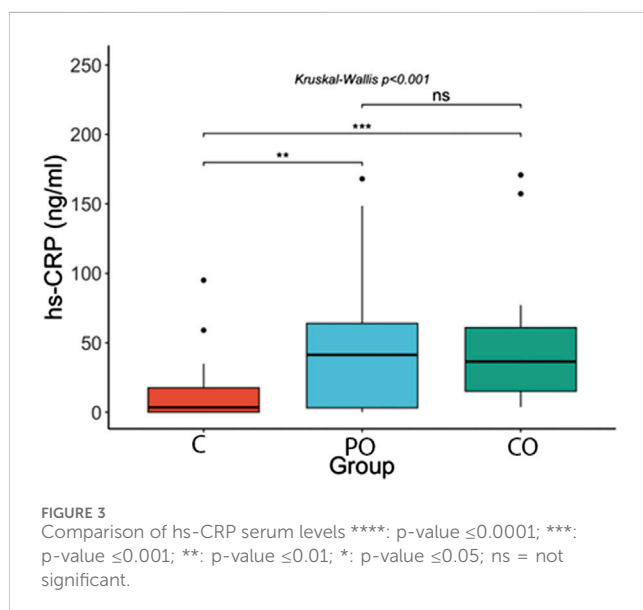 250
Kruskal-Wallis p<0.001
ns
200
***
**
150
hs-CRP (ng/ml)
100
50
0
C PO CO
Group
FIGURE 3
Comparison of hs-CRP serum levels ****: p-value ≤0.0001; ***:
p-value ≤0.001; **: p-value ≤0.01; *: p-value ≤0.05; ns = not
significant.